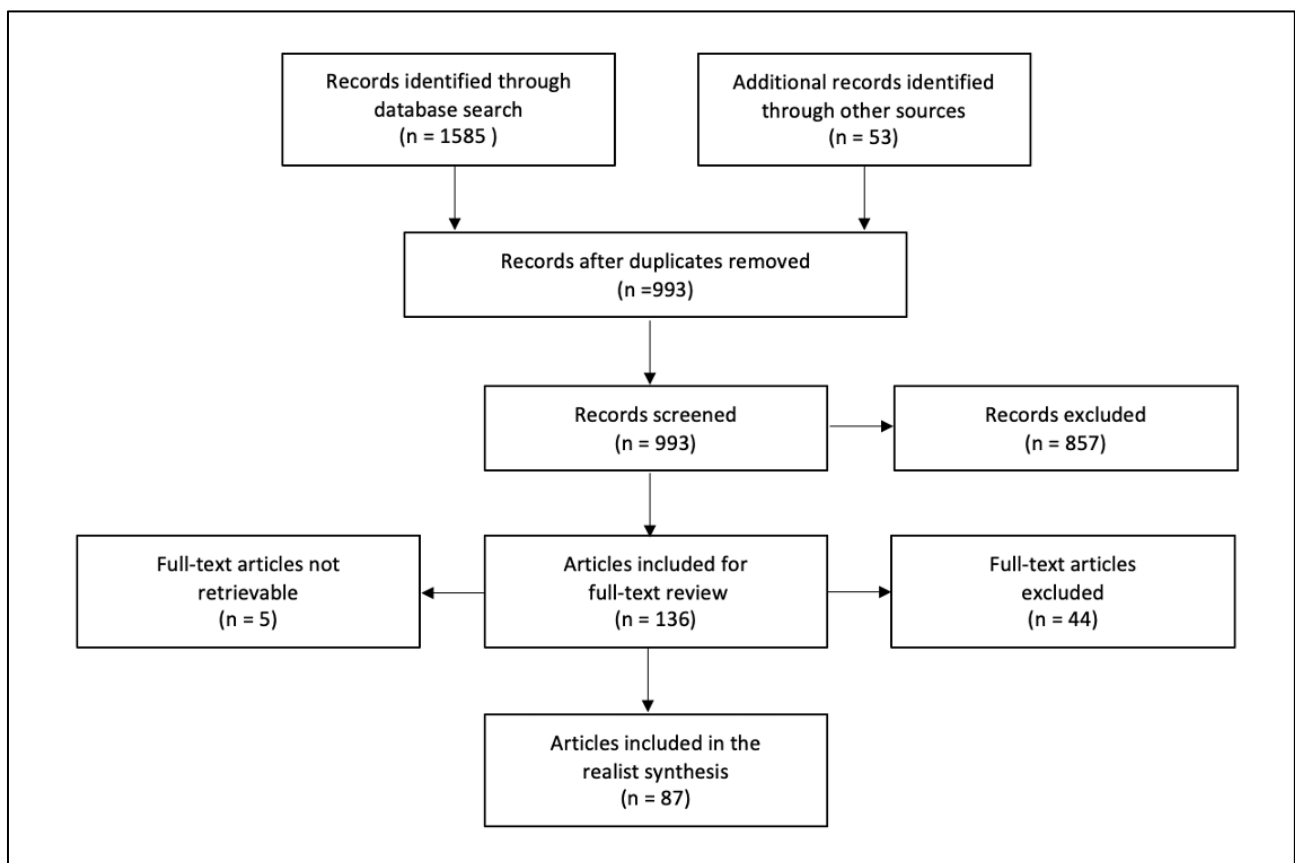 Records identified through
database search
(n = 1585 )
Additional records identified
through other sources
(n = 53)
Records after duplicates removed
(n =993)
Records screened
(n = 993)
Records excluded
(n = 857)
Full-text articles not
retrievable
(n = 5)
Articles included for
full-text review
(n = 136)
Full-text articles
excluded
(n = 44)
Articles included in the
realist synthesis
(n = 87)